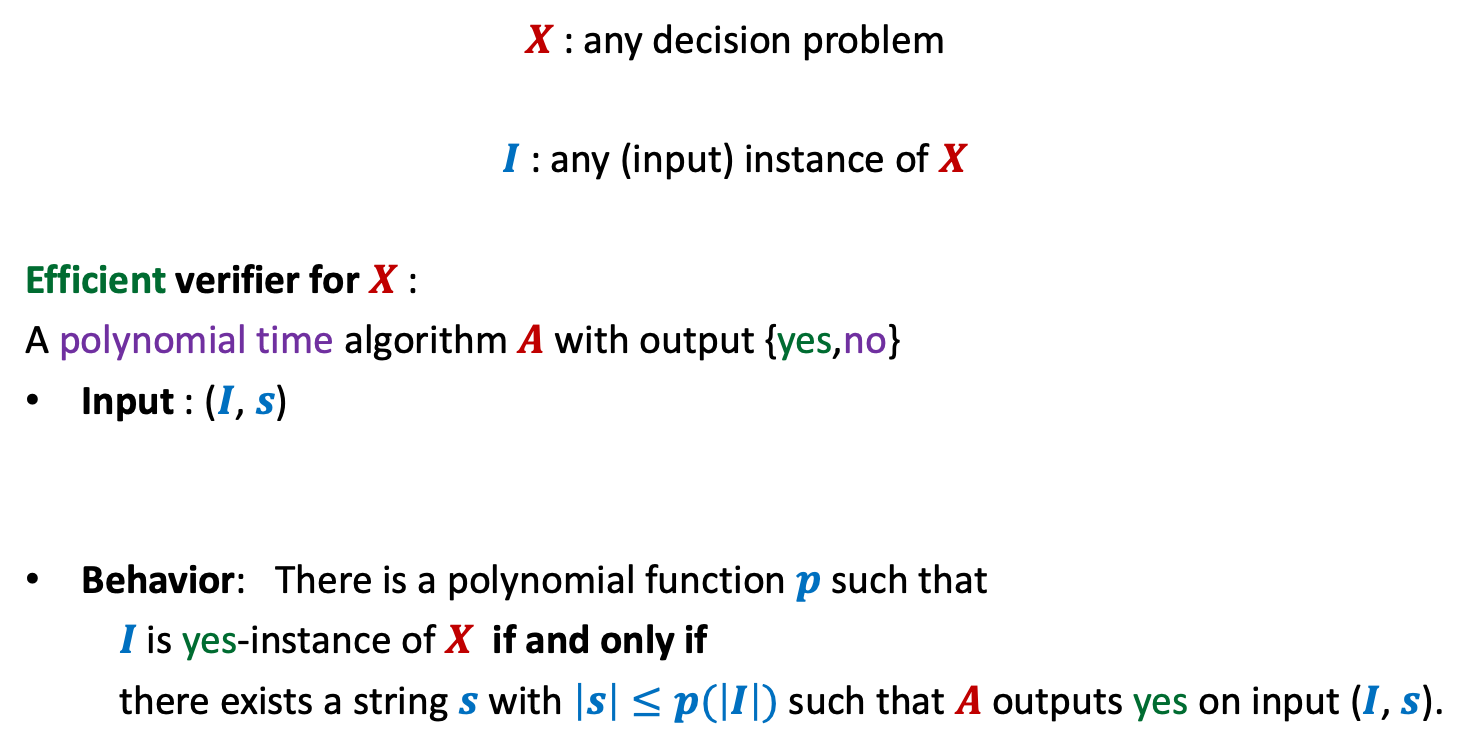 X : any decision problem
I : any (input) instance of X
Efficient verifier for X :
A polynomial time algorithm A with output {yes,no}
• Input : (I, s)
• Behavior: There is a polynomial function p such that
I is yes-instance of X if and only if
there exists a string s with |s| ≤ p(|I|) such that A outputs yes on input (I, s).